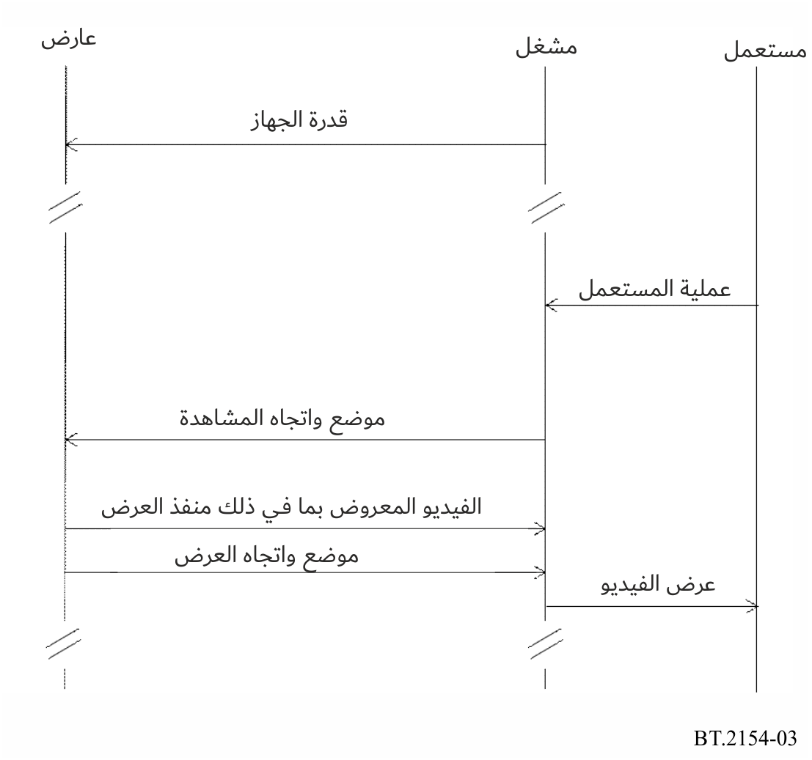 مستعمل
مشغل
عارض
قدرة الجهاز
عملية المستعمل
موضع واتجاه المشاهدة
الفيديو المعروض بما في ذلك منفذ العرض
موضع واتجاه العرض
عرض الفيديو
BT.2154-03